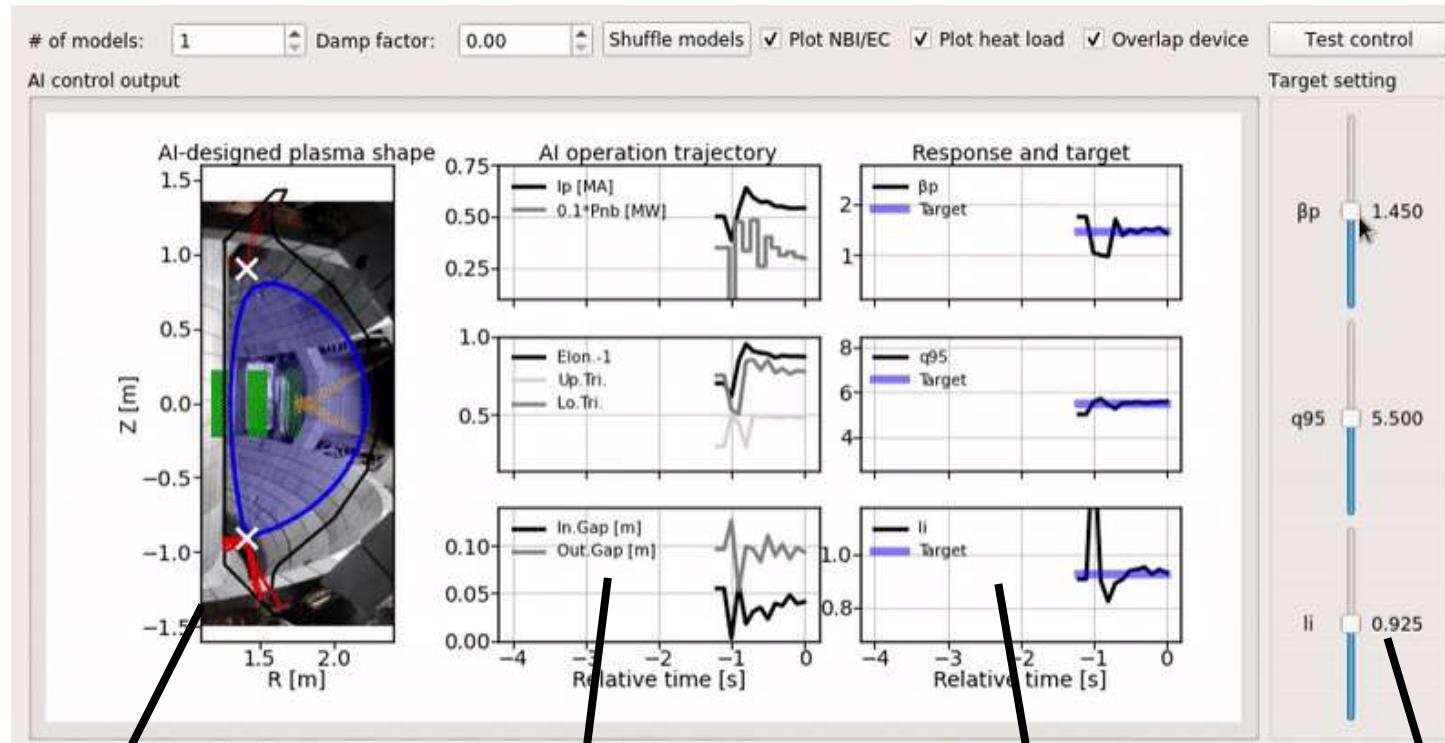 # of models: 1 Damp factor: 0.00 Shuffle models Plot NBI/EC Plot heat load Overlap device Test control
AI control output Target setting
AI-designed plasma shape AI operation trajectory Response and target
1.5
1.0
0.5
0.0
−0.5
−1.0
−1.5
Z [m]
1.5 2.0
R [m]
0.75
0.50
0.25
Ip [MA]
0.1*Pnb [MW]
1.0
0.5
Elon.-1
Up.Tri.
Lo.Tri.
0.10
0.05
0.00
In.Gap [m]
Out.Gap [m]
−4 −3 −2 −1 0
Relative time [s]
2
1
βp
Target
8
6
4
q95
Target
1.0
0.8
li
Target
−4 −3 −2 −1 0
Relative time [s]
βp 1.450
q95 5.500
li 0.925